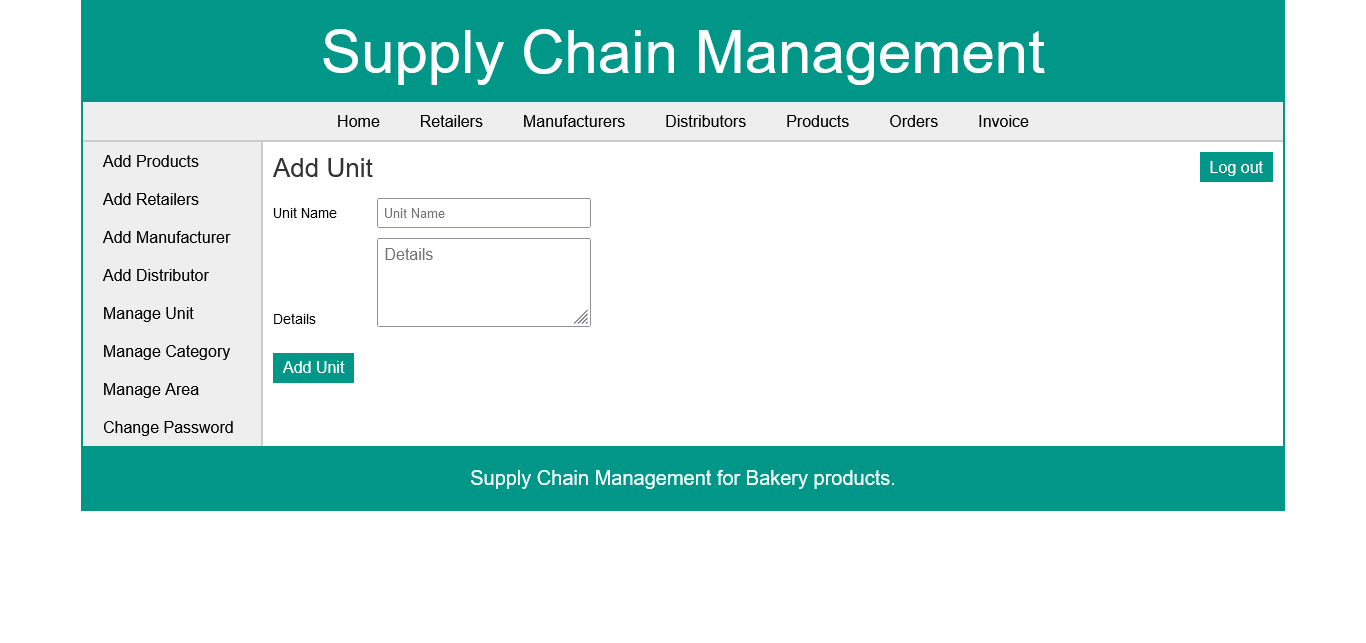 Supply Chain Management
Home Retailers Manufacturers Distributors Products Orders Invoice
Add Products
Add Retailers
Add Manufacturer
Add Distributor
Manage Unit
Manage Category
Manage Area
Change Password
Add Unit
Log out
Unit Name
Unit Name
Details
Details
Add Unit
Supply Chain Management for Bakery products.